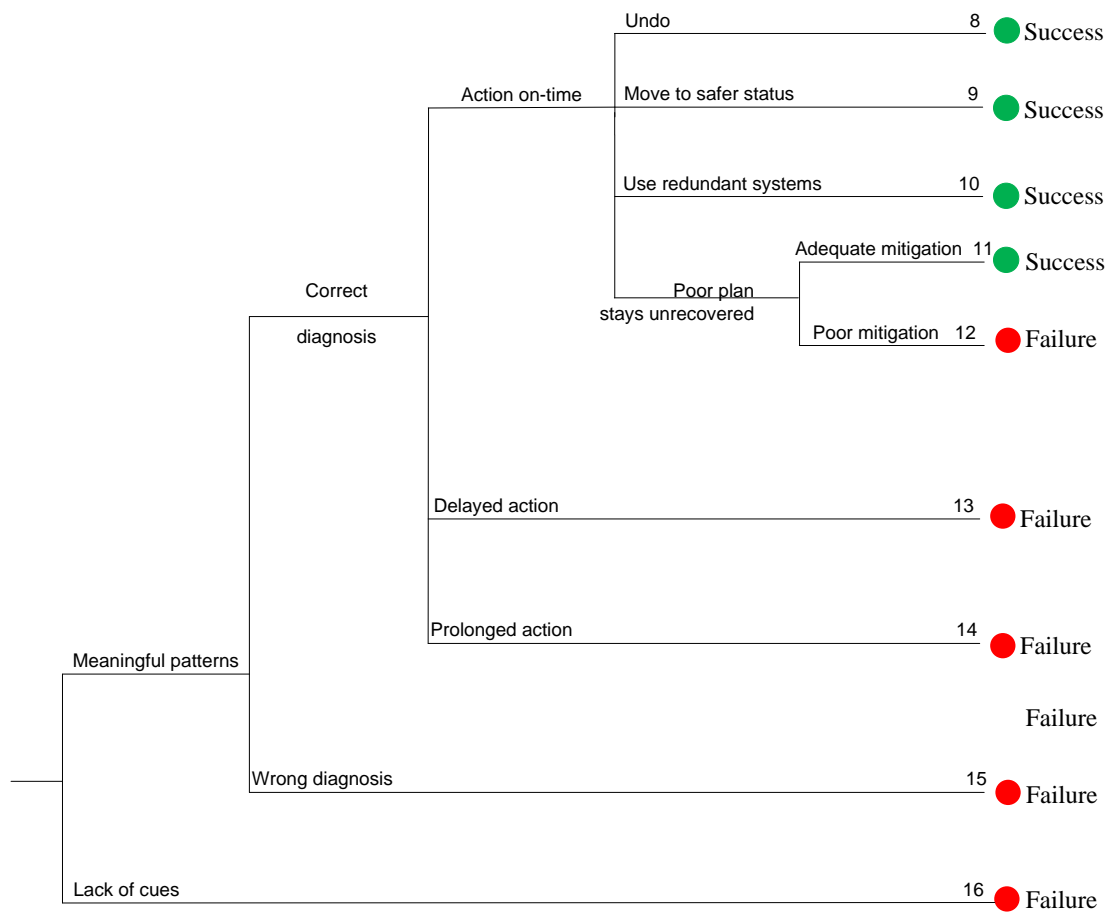 Undo 8 Success
Action on-time Move to safer status 9 Success
Use redundant systems 10 Success
Adequate mitigation 11 Success
Correct
diagnosis
Poor plan
stays unrecovered
Poor mitigation 12 Failure
Delayed action 13 Failure
Prolonged action 14 Failure
Meaningful patterns
Failure
Wrong diagnosis 15 Failure
Lack of cues 16 Failure